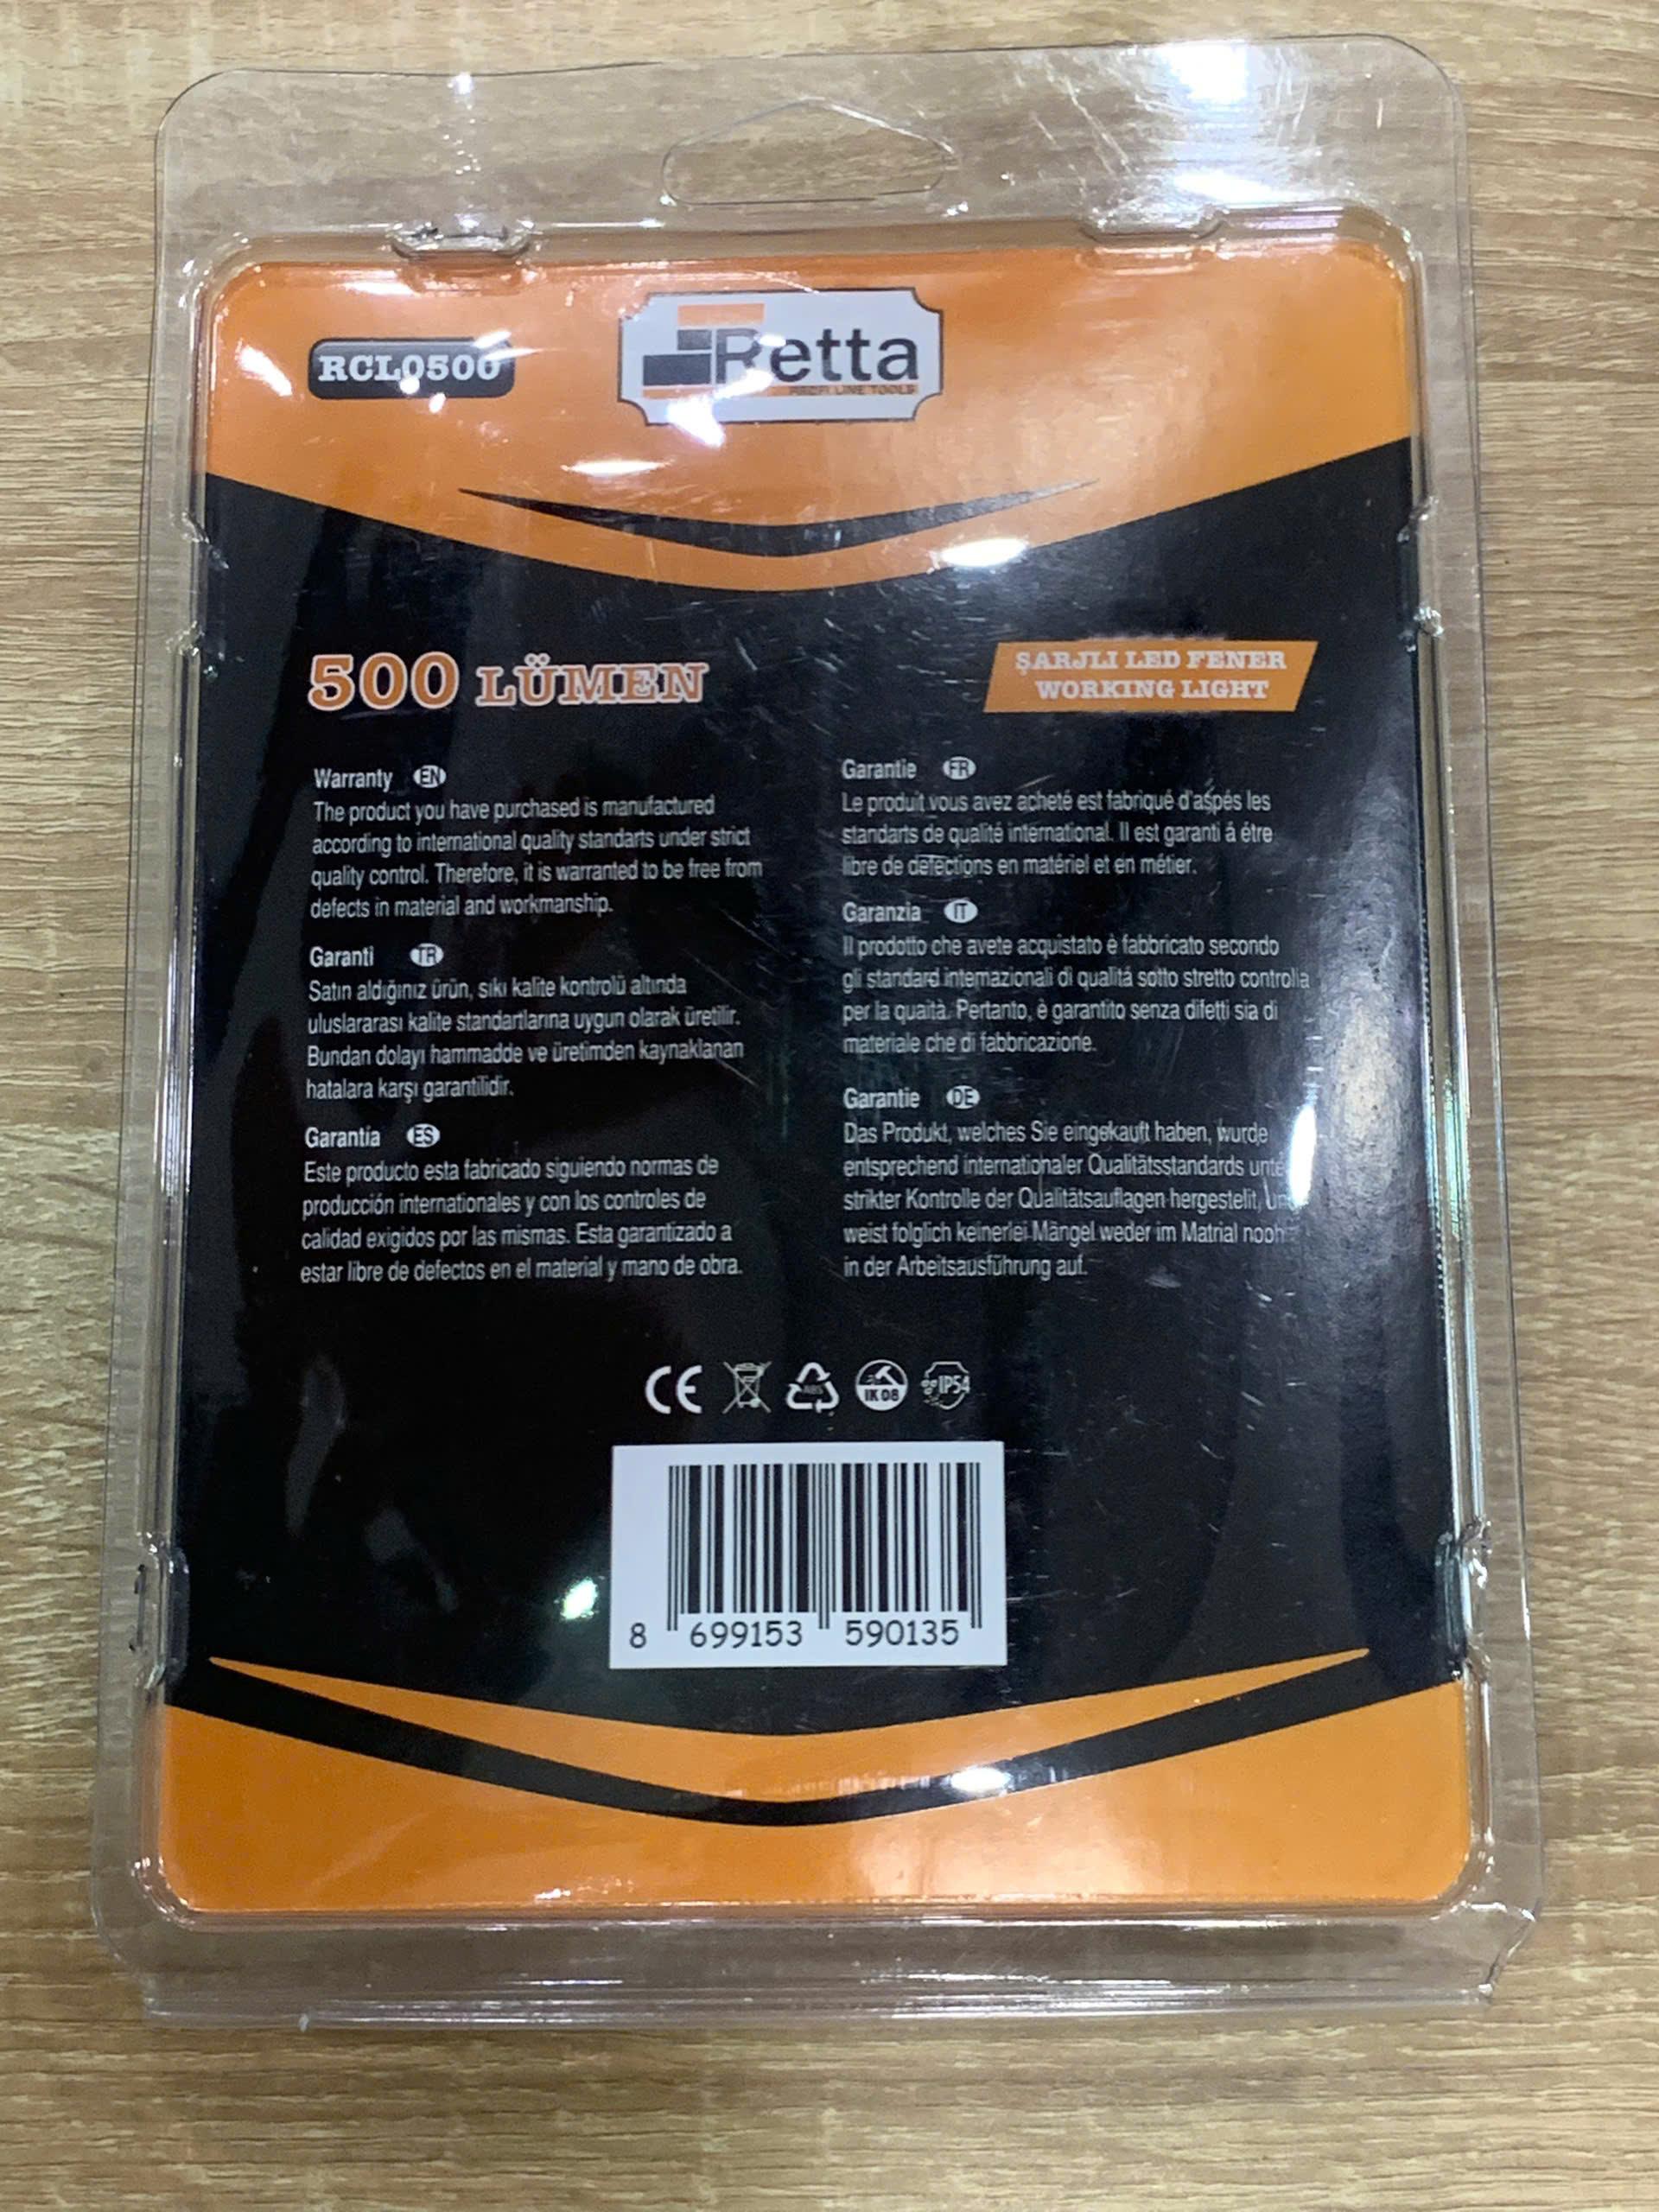 RCL0500
Retta
PROFI LINE TOOLS
500 LÜMEN
ŞARJLI LED FENER
WORKING LIGHT
Warranty EN
The product you have purchased is manufactured
according to international quality standarts under strict
quality control. Therefore, it is warranted to be free from
defects in material and workmanship.
Garanti TR
Satın aldığınız ürün, sıkı kalite kontrolü altında
uluslararası kalite standartlarına uygun olarak üretilir.
Bundan dolayı hammadde ve üretimden kaynaklanan
hatalara karşı garantilidir.
Garantía ES
Este producto esta fabricado siguiendo normas de
producción internationales y con los controles de
calidad exigidos por las mismas. Esta garantizado a
estar libre de defectos en el material y mano de obra.
Garantie FR
Le produit vous avez acheté est fabriqué d'aspés les
standarts de qualité international. Il est garanti á étre
libre de defections en matériel et en métier.
Garanzia IT
Il prodotto che avete acquistato è fabbricato secondo
gli standard internazionali di qualitá sotto stretto controlla
per la quaità. Pertanto, è garantito senza difetti sia di
materiale che di fabbricazione.
Garantie DE
Das Produkt, welches Sie eingekauft haben, wurde
entsprechend internationaler Qualitätsstandards
strikter Kontrolle der Qualitätsauflagen hergestelit,
weist folglich keinerlei Mängel weder im Matrial nooh
in der Arbeitsausführung auf.
CE ABS IK 08 IP54
8 699153 590135